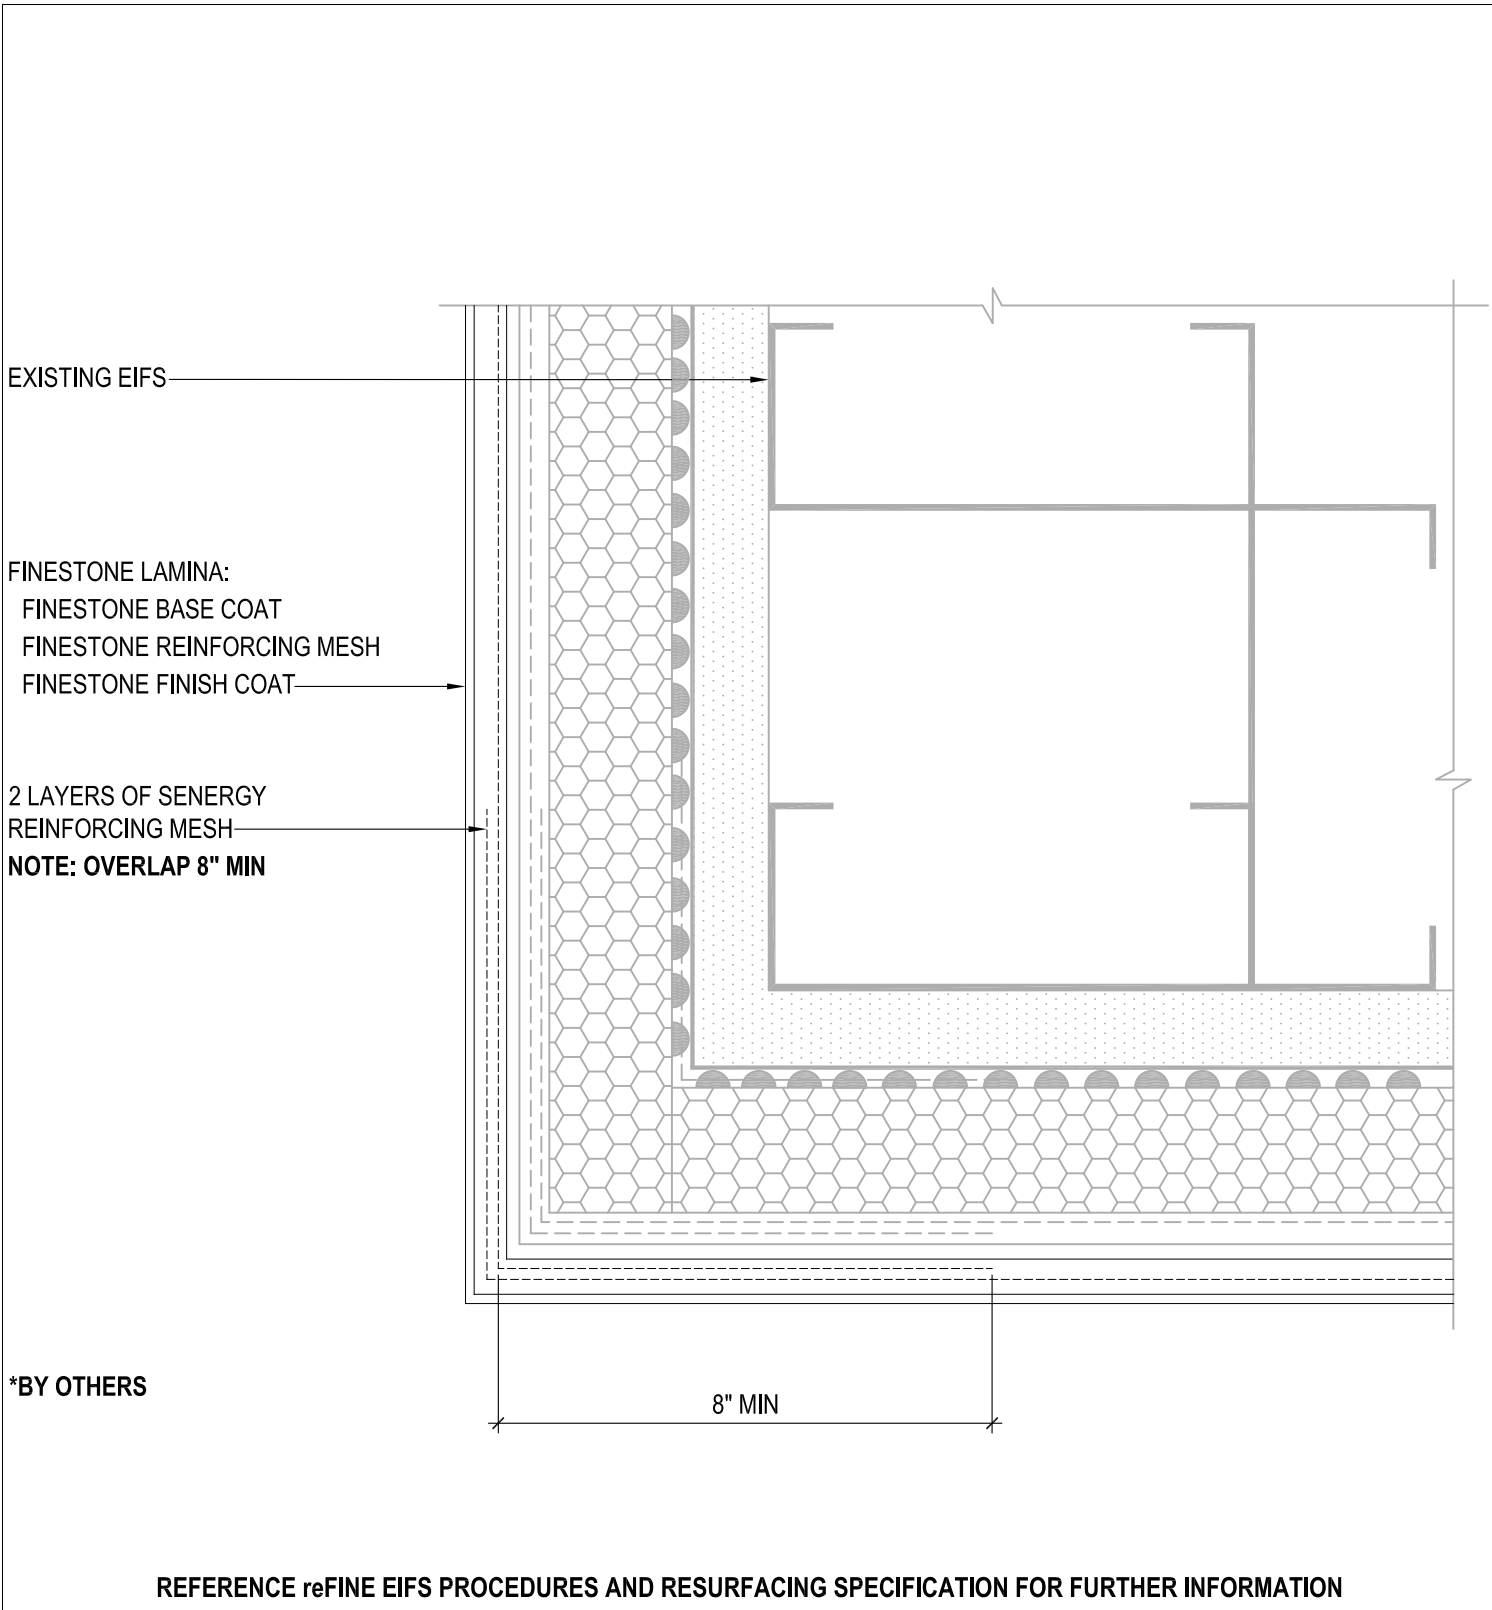 EXISTING EIFS
FINESTONE LAMINA:
FINESTONE BASE COAT
FINESTONE REINFORCING MESH
FINESTONE FINISH COAT
2 LAYERS OF SENERGY
REINFORCING MESH
NOTE: OVERLAP 8" MIN
*BY OTHERS
8" MIN
REFERENCE reFINE EIFS PROCEDURES AND RESURFACING SPECIFICATION FOR FURTHER INFORMATION